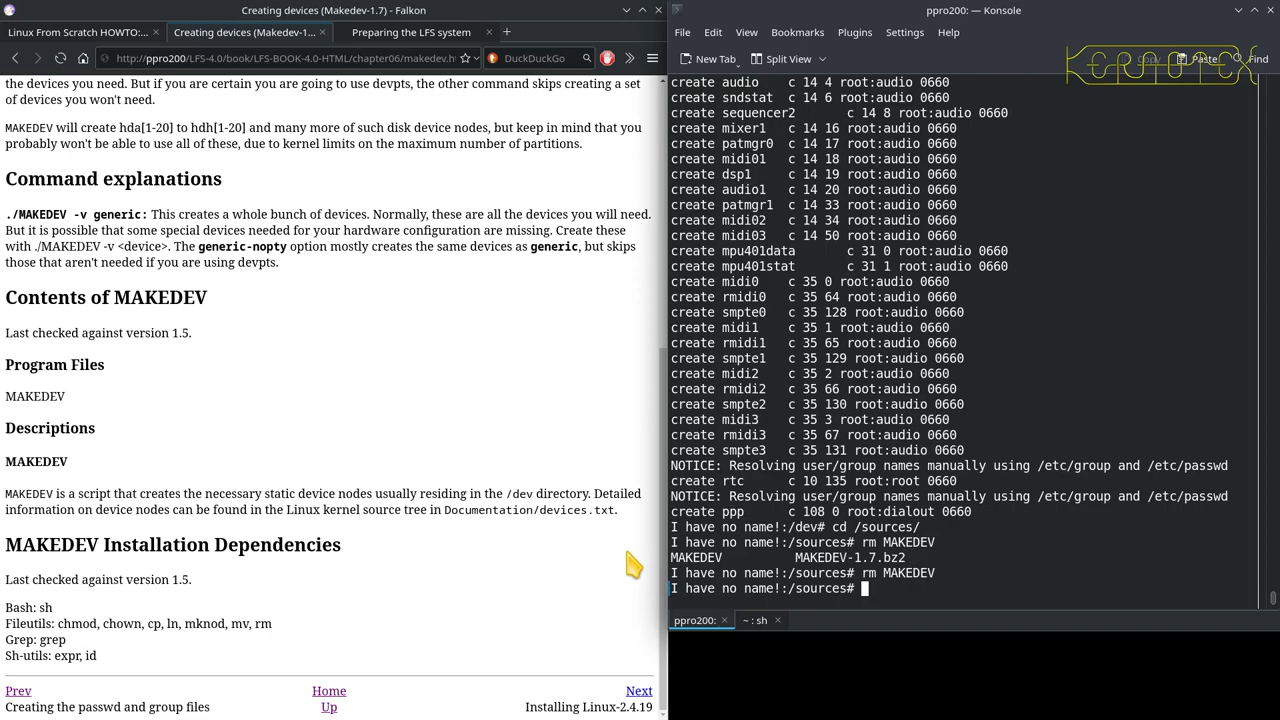 Creating devices (Makedev-1.7) - Falkon
Linux From Scratch HOWTO:...
Creating devices (Makedev-1...
Preparing the LFS system
http://ppro200/LFS-4.0/book/LFS-BOOK-4.0-HTML/chapter06/makedev.h
DuckDuckGo
the devices you need. But if you are certain you are going to use devpts, the other command skips creating a set
of devices you won't need.
MAKEDEV will create hda[1-20] to hdh[1-20] and many more of such disk device nodes, but keep in mind that you
probably won't be able to use all of these, due to kernel limits on the maximum number of partitions.
Command explanations
./MAKEDEV -v generic: This creates a whole bunch of devices. Normally, these are all the devices you will need.
But it is possible that some special devices needed for your hardware configuration are missing. Create these
with ./MAKEDEV -v <device>. The generic-nopty option mostly creates the same devices as generic, but skips
those that aren't needed if you are using devpts.
Contents of MAKEDEV
Last checked against version 1.5.
Program Files
MAKEDEV
Descriptions
MAKEDEV
MAKEDEV is a script that creates the necessary static device nodes usually residing in the /dev directory. Detailed
information on device nodes can be found in the Linux kernel source tree in Documentation/devices.txt.
MAKEDEV Installation Dependencies
Last checked against version 1.5.
Bash: sh
Fileutils: chmod, chown, cp, ln, mknod, mv, rm
Grep: grep
Sh-utils: expr, id
Prev Home Next
Creating the passwd and group files Up Installing Linux-2.4.19
ppro200: — Konsole
File Edit View Bookmarks Plugins Settings Help
New Tab Split View Copy Paste Find
create audio c 14 4 root:audio 0660
create sndstat c 14 6 root:audio 0660
create sequencer2 c 14 8 root:audio 0660
create mixer1 c 14 16 root:audio 0660
create patmgr0 c 14 17 root:audio 0660
create midi01 c 14 18 root:audio 0660
create dsp1 c 14 19 root:audio 0660
create audio1 c 14 20 root:audio 0660
create patmgr1 c 14 33 root:audio 0660
create midi02 c 14 34 root:audio 0660
create midi03 c 14 50 root:audio 0660
create mpu401data c 31 0 root:audio 0660
create mpu401stat c 31 1 root:audio 0660
create midi0 c 35 0 root:audio 0660
create rmidi0 c 35 64 root:audio 0660
create smpte0 c 35 128 root:audio 0660
create midi1 c 35 1 root:audio 0660
create rmidi1 c 35 65 root:audio 0660
create smpte1 c 35 129 root:audio 0660
create midi2 c 35 2 root:audio 0660
create rmidi2 c 35 66 root:audio 0660
create smpte2 c 35 130 root:audio 0660
create midi3 c 35 3 root:audio 0660
create rmidi3 c 35 67 root:audio 0660
create smpte3 c 35 131 root:audio 0660
NOTICE: Resolving user/group names manually using /etc/group and /etc/passwd
create rtc c 10 135 root:root 0660
NOTICE: Resolving user/group names manually using /etc/group and /etc/passwd
create ppp c 108 0 root:dialout 0660
I have no name!:/dev# cd /sources/
I have no name!:/sources# rm MAKEDEV
MAKEDEV MAKEDEV-1.7.bz2
I have no name!:/sources# rm MAKEDEV
I have no name!:/sources#
ppro200:
~ : sh